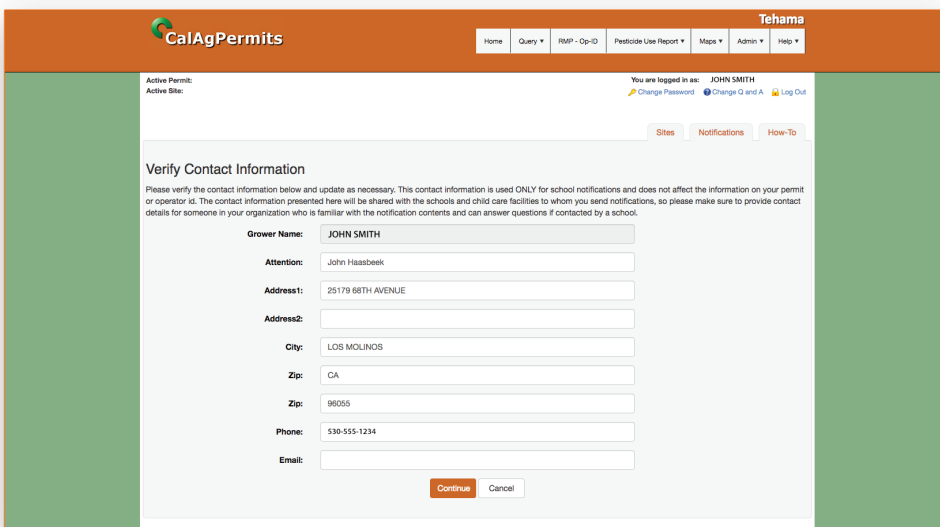 Tehama
CalAgPermits
Home Query ▼ RMP - Op-ID Pesticide Use Report ▼ Maps ▼ Admin ▼ Help ▼
Active Permit: You are logged in as: JOHN SMITH
Active Site: Change Password Change Q and A Log Out
Sites Notifications How-To
Verify Contact Information
Please verify the contact information below and update as necessary. This contact information is used ONLY for school notifications and does not affect the information on your permit
or operator id. The contact information presented here will be shared with the schools and child care facilities to whom you send notifications, so please make sure to provide contact
details for someone in your organization who is familiar with the notification contents and can answer questions if contacted by a school.
Grower Name: JOHN SMITH
Attention: John Haasbeek
Address1: 25179 68TH AVENUE
Address2:
City: LOS MOLINOS
Zip: CA
Zip: 96055
Phone: 530-555-1234
Email:
Continue Cancel